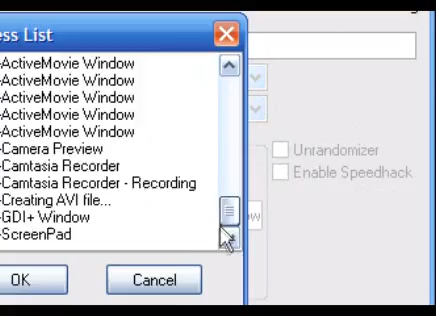 ess List
-ActiveMovie Window
-ActiveMovie Window
-ActiveMovie Window
-ActiveMovie Window
-ActiveMovie Window
-Camera Preview
-Camtasia Recorder
-Camtasia Recorder - Recording
-Creating AVI file...
-GDI+ Window
-ScreenPad
OK
Cancel
Unrandomizer
Enable Speedhack
ow